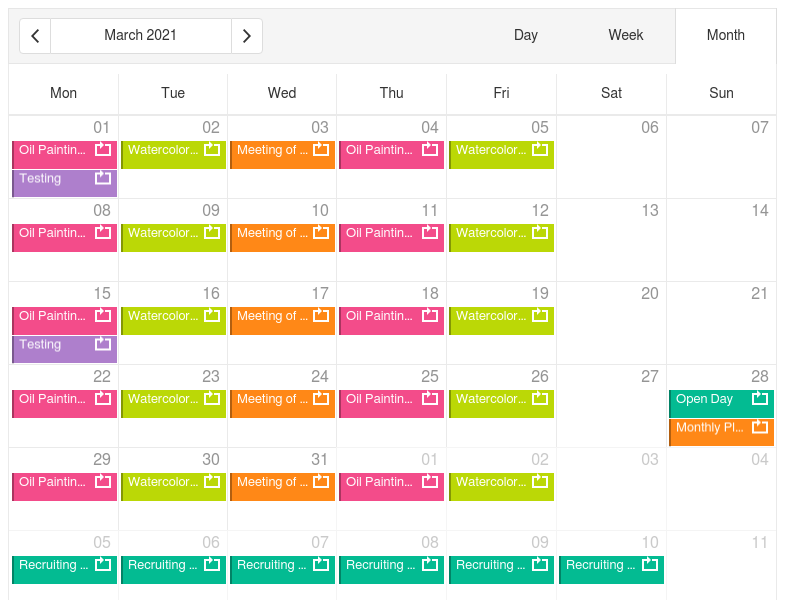 March 2021 Day Week Month
Mon Tue Wed Thu Fri Sat Sun
01 02 03 04 05 06 07
Oil Paintin... Watercolor... Meeting of ... Oil Paintin... Watercolor...
Testing
08 09 10 11 12 13 14
Oil Paintin... Watercolor... Meeting of ... Oil Paintin... Watercolor...
15 16 17 18 19 20 21
Oil Paintin... Watercolor... Meeting of ... Oil Paintin... Watercolor...
Testing
22 23 24 25 26 27 28
Oil Paintin... Watercolor... Meeting of ... Oil Paintin... Watercolor... Open Day
Monthly Pl...
29 30 31 01 02 03 04
Oil Paintin... Watercolor... Meeting of ... Oil Paintin... Watercolor...
05 06 07 08 09 10 11
Recruiting ... Recruiting ... Recruiting ... Recruiting ... Recruiting ... Recruiting ...